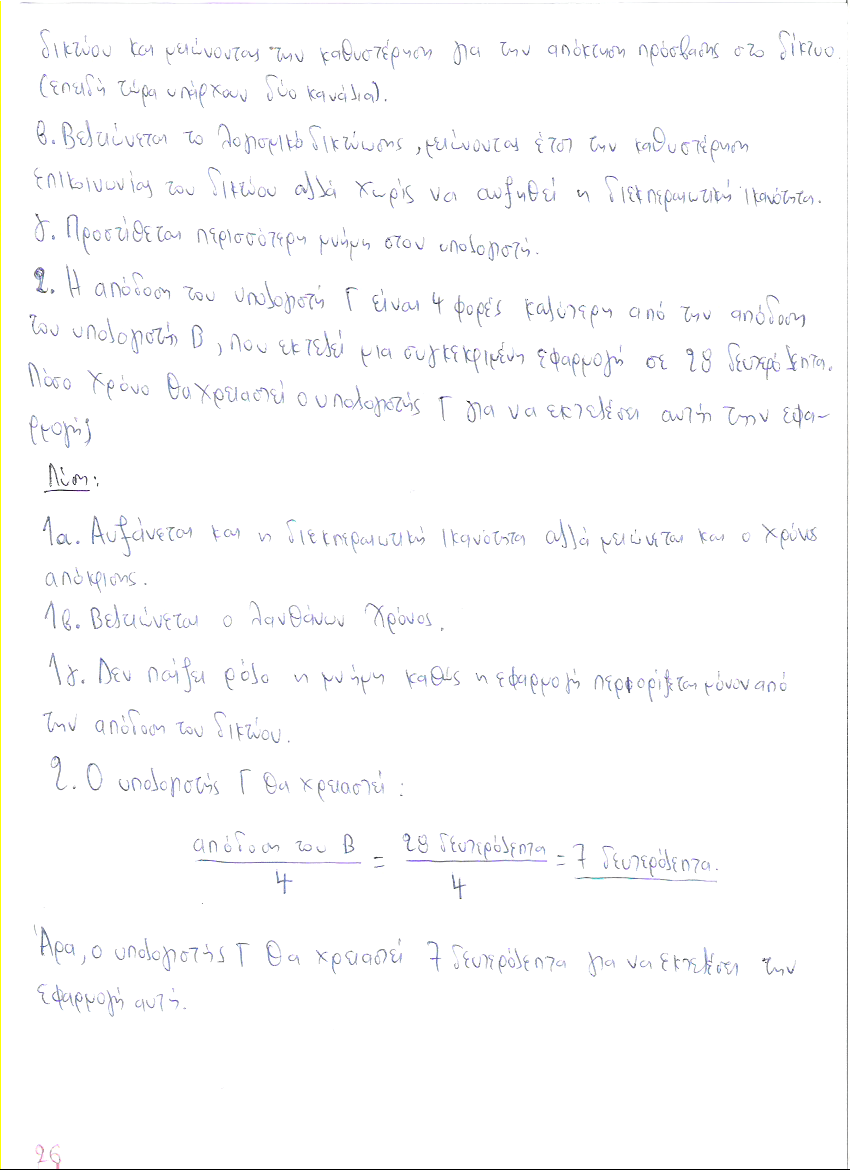 δικτύου και μειώνοντας την καθυστέρηση για την απόκτηση πρόσβασης στο δίκτυο.
(επειδή τώρα υπάρχουν δύο κανάλια).
β. Βελτιώνεται το λογισμικό δικτύωσης, μειώνοντας έτσι την καθυστέρηση
επικοινωνίας του δικτύου αλλά χωρίς να αυξηθεί η διεκπεραιωτική ικανότητα.
γ. Προστίθεται περισσότερη μνήμη στον υπολογιστή.
2. Η απόδοση του υπολογιστή Γ είναι 4 φορές καλύτερη από την απόδοση
του υπολογιστή Β, που εκτελεί μια συγκεκριμένη εφαρμογή σε 28 δευτερόλεπτα.
Πόσο χρόνο θα χρειαστεί ο υπολογιστής Γ για να εκτελέσει αυτή την εφα-
ρμογή;
Λύση:
1α. Αυξάνεται και η διεκπεραιωτική ικανότητα αλλά μειώνεται και ο χρόνος
απόκρισης.
1β. Βελτιώνεται ο λανθάνων χρόνος.
1γ. Δεν παίζει ρόλο η μνήμη καθώς η εφαρμογή περιορίζεται μόνον από
την απόδοση του δικτύου.
2. Ο υπολογιστής Γ θα χρειαστεί:
απόδοση του Β / 4 = 28 δευτερόλεπτα / 4 = 7 δευτερόλεπτα.
Άρα, ο υπολογιστής Γ θα χρειαστεί 7 δευτερόλεπτα για να εκτελέσει την
εφαρμογή αυτή.
26